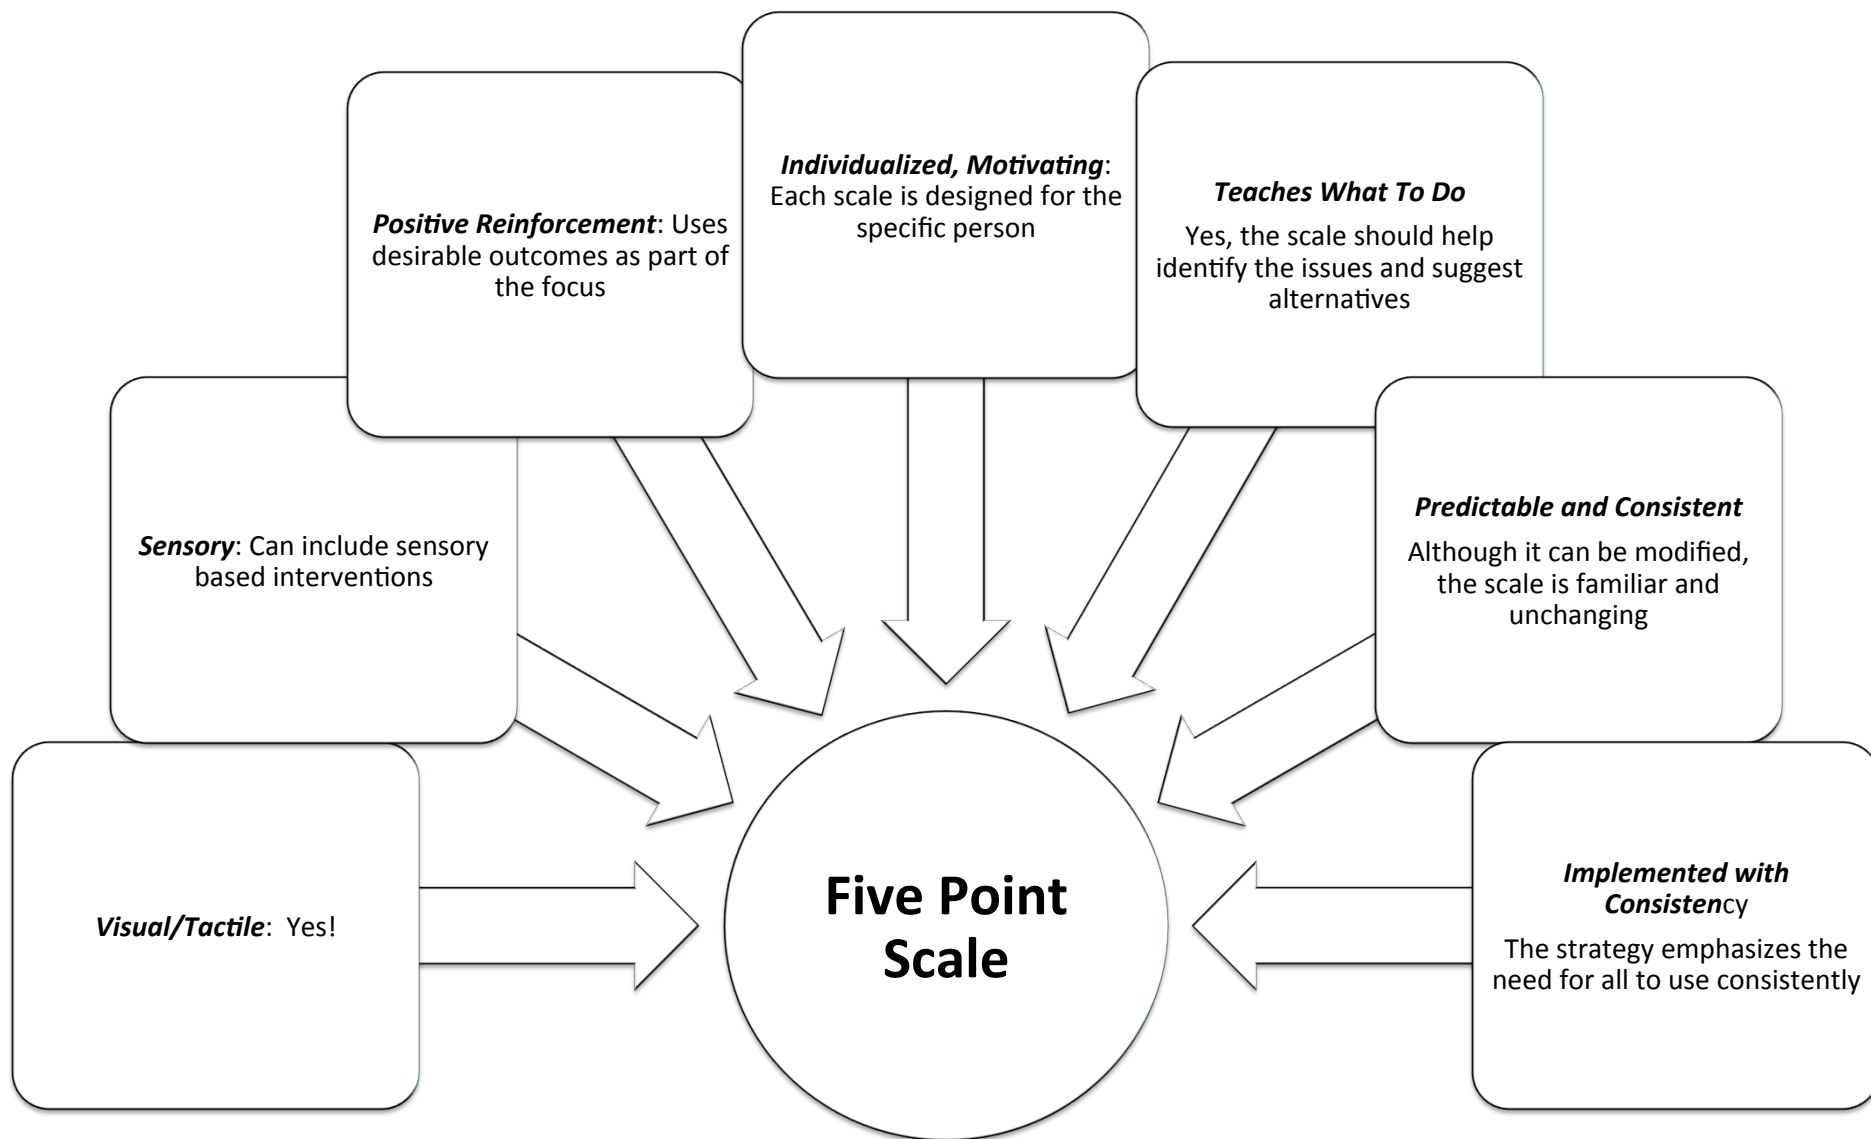 Visual/Tactile:  Yes!
Sensory: Can include sensory
based interventions
Positive Reinforcement: Uses
desirable outcomes as part of
the focus
Individualized, Motivating:
Each scale is designed for the
specific person
Teaches What To Do
Yes, the scale should help
identify the issues and suggest
alternatives
Predictable and Consistent
Although it can be modified,
the scale is familiar and
unchanging
Implemented with
Consistency
The strategy emphasizes the
need for all to use consistently
Five Point
Scale